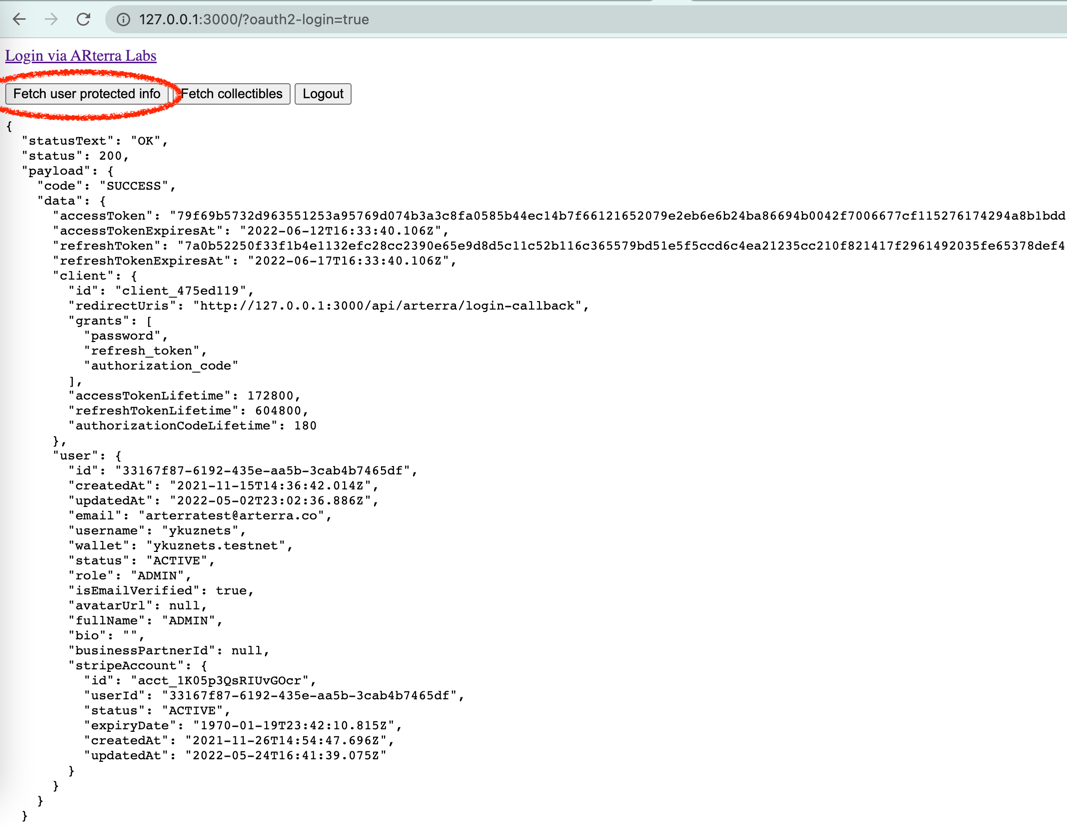 127.0.0.1:3000/?oauth2-login=true
Login via ARterra Labs
Fetch user protected info Fetch collectibles Logout
{
"statusText": "OK",
"status": 200,
"payload": {
"code": "SUCCESS",
"data": {
"accessToken": "79f69b5732d963551253a95769d074b3a3c8fa0585b44ec14b7f66121652079e2eb6e6b24ba86694b0042f7006677cf115276174294a8b1bdd
"accessTokenExpiresAt": "2022-06-12T16:33:40.106Z",
"refreshToken": "7a0b52250f33f1b4e1132efc28cc2390e65e9d8d5c11c52b116c365579bd51e5f5ccd6c4ea21235cc210f821417f2961492035fe65378def4
"refreshTokenExpiresAt": "2022-06-17T16:33:40.106Z",
"client": {
"id": "client_475ed119",
"redirectUris": "http://127.0.0.1:3000/api/arterra/login-callback",
"grants": [
"password",
"refresh_token",
"authorization_code"
],
"accessTokenLifetime": 172800,
"refreshTokenLifetime": 604800,
"authorizationCodeLifetime": 180
},
"user": {
"id": "33167f87-6192-435e-aa5b-3cab4b7465df",
"createdAt": "2021-11-15T14:36:42.014Z",
"updatedAt": "2022-05-02T23:02:36.886Z",
"email": "arterratest@arterra.co",
"username": "ykuznets",
"wallet": "ykuznets.testnet",
"status": "ACTIVE",
"role": "ADMIN",
"isEmailVerified": true,
"avatarUrl": null,
"fullName": "ADMIN",
"bio": "",
"businessPartnerId": null,
"stripeAccount": {
"id": "acct_1K05p3QsRIUvGOcr",
"userId": "33167f87-6192-435e-aa5b-3cab4b7465df",
"status": "ACTIVE",
"expiryDate": "1970-01-19T23:42:10.815Z",
"createdAt": "2021-11-26T14:54:47.696Z",
"updatedAt": "2022-05-24T16:41:39.075Z"
}
}
}
}